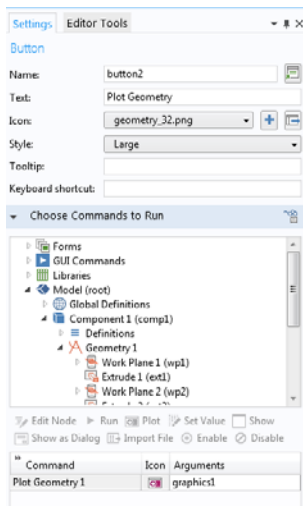 Settings Editor Tools
Button
Name: button2
Text: Plot Geometry
Icon: geometry_32.png
Style: Large
Tooltip:
Keyboard shortcut:
Choose Commands to Run
Forms
GUI Commands
Libraries
Model (root)
Global Definitions
Component 1 (comp1)
Definitions
Geometry 1
Work Plane 1 (wp1)
Extrude 1 (ext1)
Work Plane 2 (wp2)
Edit Node Run Plot Set Value Show
Show as Dialog Import File Enable Disable
Command Icon Arguments
Plot Geometry 1 graphics1